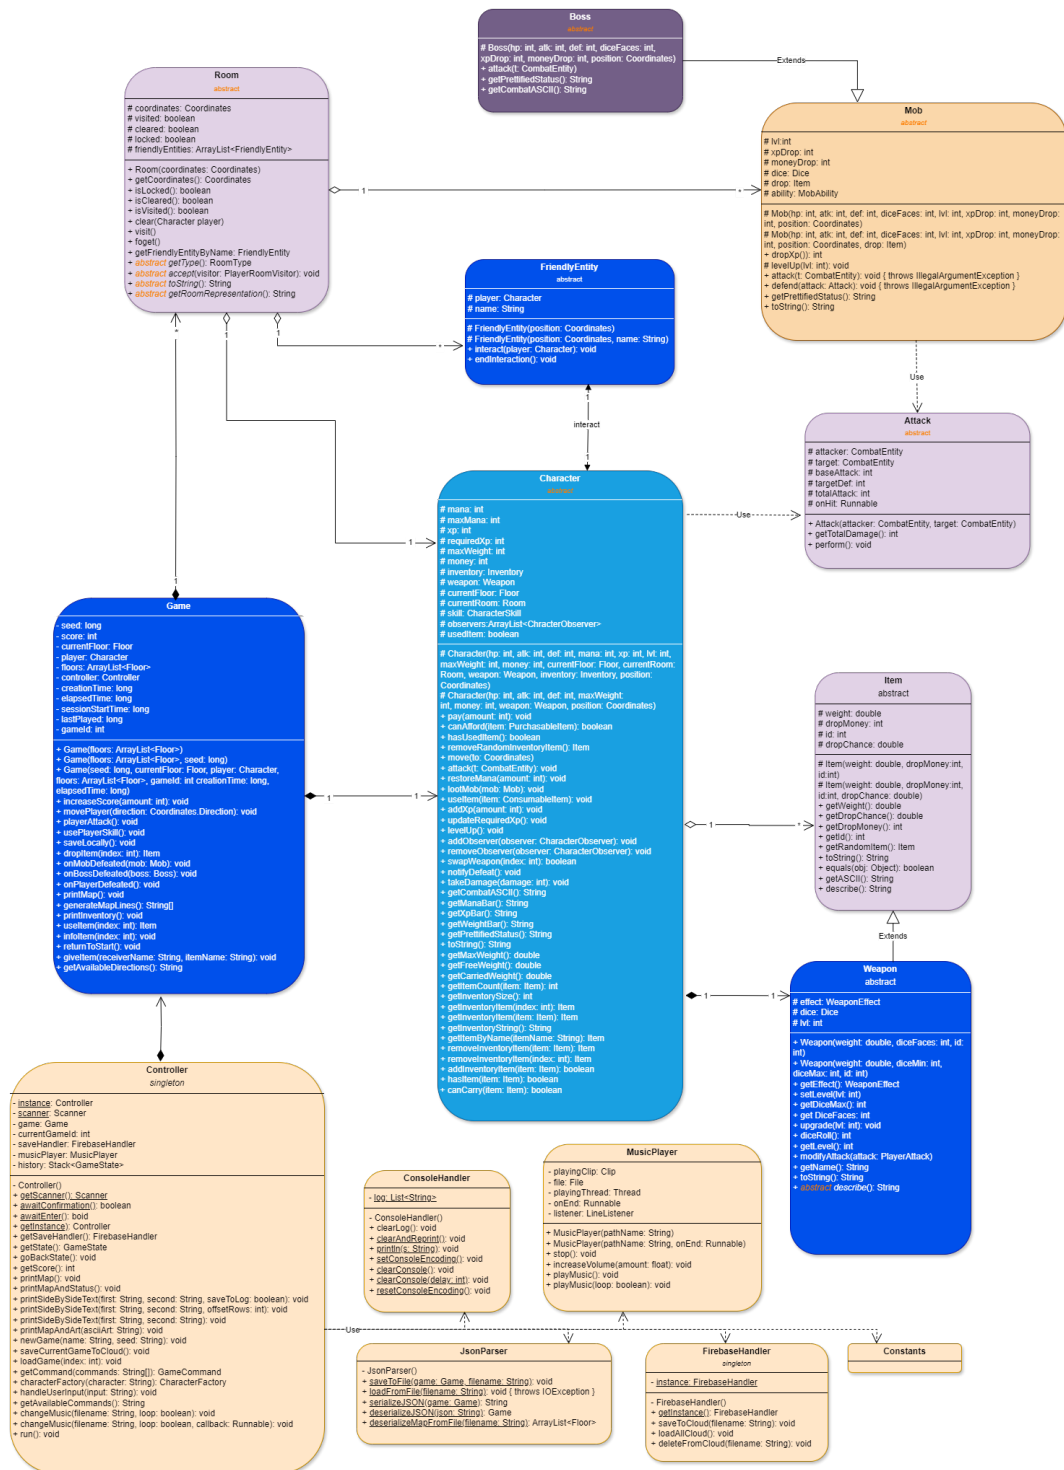 Boss
abstract
# Boss(hp: int, atk: int, def: int, diceFaces: int,
xpDrop: int, moneyDrop: int, position: Coordinates)
+ attack(t: CombatEntity)
+ getPrettifiedStatus(): String
+ getCombatASCII(): String
Extends
Room
abstract
# coordinates: Coordinates
# visited: boolean
# cleared: boolean
# locked: boolean
# friendlyEntities: ArrayList<FriendlyEntity>
+ Room(coordinates: Coordinates)
+ getCoordinates(): Coordinates
+ isLocked(): boolean
+ isCleared(): boolean
+ isVisited(): boolean
+ clear(Character player)
+ visit()
+ foget()
+ getFriendlyEntityByName: FriendlyEntity
+ abstract getType(): RoomType
+ abstract accept(visitor: PlayerRoomVisitor): void
+ abstract toString(): String
+ abstract getRoomRepresentation(): String
1
*
Mob
abstract
# lvl:int
# xpDrop: int
# moneyDrop: int
# dice: Dice
# drop: Item
# ability: MobAbility
# Mob(hp: int, atk: int, def: int, diceFaces: int, lvl: int, xpDrop: int, moneyDrop:
int, position: Coordinates)
# Mob(hp: int, atk: int, def: int, diceFaces: int, lvl: int, xpDrop: int, moneyDrop:
int, position: Coordinates, drop: Item)
+ dropXp()): int
# levelUp(lvl: int): void
+ attack(t: CombatEntity): void { throws IllegalArgumentException }
+ defend(attack: Attack): void { throws IllegalArgumentException }
+ getPrettifiedStatus(): String
+ toString(): String
FriendlyEntity
abstract
# player: Character
# name: String
# FriendlyEntity(position: Coordinates)
# FriendlyEntity(position: Coordinates, name: String)
+ interact(player: Character): void
+ endInteraction(): void
*
1
1
*
1
interact
1
Use
Attack
abstract
# attacker: CombatEntity
# target: CombatEntity
# baseAttack: int
# targetDef: int
# totalAttack: int
# onHit: Runnable
+ Attack(attacker: CombatEntity, target: CombatEntity)
+ getTotalDamage(): int
+ perform(): void
Use
Character
abstract
# mana: int
# maxMana: int
# xp: int
# requiredXp: int
# maxWeight: int
# money: int
# inventory: Inventory
# weapon: Weapon
# currentFloor: Floor
# currentRoom: Room
# skill: CharacterSkill
# observers:ArrayList<ChracterObserver>
# usedItem: boolean
# Character(hp: int, atk: int, def: int, mana: int, xp: int, lvl: int,
maxWeight: int, money: int, currentFloor: Floor, currentRoom:
Room, weapon: Weapon, inventory: Inventory, position:
Coordinates)
# Character(hp: int, atk: int, def: int, maxWeight:
int, money: int, weapon: Weapon, position: Coordinates)
+ pay(amount: int): void
+ canAfford(item: PurchasableItem): boolean
+ hasUsedItem(): boolean
+ removeRandomInventoryItem(): Item
+ move(to: Coordinates)
+ attack(t: CombatEntity): void
+ restoreMana(amount: int): void
+ lootMob(mob: Mob): void
+ useItem(item: ConsumableItem): void
+ addXp(amount: int): void
+ updateRequiredXp(): void
+ levelUp(): void
+ addObserver(observer: CharacterObserver): void
+ removeObserver(observer: CharacterObserver): void
+ swapWeapon(index: int): boolean
+ notifyDefeat(): void
+ takeDamage(damage: int): void
+ getCombatASCII(): String
+ getManaBar(): String
+ getXpBar(): String
+ getWeightBar(): String
+ getPrettifiedStatus(): String
+ toString(): String
+ getMaxWeight(): double
+ getFreeWeight(): double
+ getCarriedWeight(): double
+ getItemCount(item: Item): int
+ getInventorySize(): int
+ getInventoryItem(index: int): Item
+ getInventoryItem(item: Item): Item
+ getInventoryString(): String
+ getItemByName(itemName: String): Item
+ removeInventoryItem(item: Item): Item
+ removeInventoryItem(index: int): Item
+ addInventoryItem(item: Item): boolean
+ hasItem(item: Item): boolean
+ canCarry(item: Item): boolean
1
1
Game
- seed: long
- score: int
- currentFloor: Floor
- player: Character
- floors: ArrayList<Floor>
- controller: Controller
- creationTime: long
- elapsedTime: long
- sessionStartTime: long
- lastPlayed: long
- gameId: int
+ Game(floors: ArrayList<Floor>)
+ Game(floors: ArrayList<Floor>, seed: long)
+ Game(seed: long, currentFloor: Floor, player: Character,
floors: ArrayList<Floor>, gameId: int creationTime: long,
elapsedTime: long)
+ increaseScore(amount: int): void
+ movePlayer(direction: Coordinates.Direction): void
+ playerAttack(): void
+ usePlayerSkill(): void
+ saveLocally(): void
+ dropItem(index: int): Item
+ onMobDefeated(mob: Mob): void
+ onBossDefeated(boss: Boss): void
+ onPlayerDefeated(): void
+ printMap(): void
+ generateMapLines(): String[]
+ printInventory(): void
+ useItem(index: int): Item
+ infoItem(index: int): void
+ returnToStart(): void
+ giveItem(receiverName: String, itemName: String): void
+ getAvailableDirections(): String
1
1
Item
abstract
# weight: double
# dropMoney: int
# id: int
# dropChance: double
# Item(weight: double, dropMoney:int,
id:int)
# Item(weight: double, dropMoney:int,
id:int, dropChance: double)
+ getWeight(): double
+ getDropChance(): double
+ getDropMoney(): int
+ getId(): int
+ getRandomItem(): Item
+ toString(): String
+ equals(obj: Object): boolean
+ getASCII(): String
+ describe(): String
1
*
Extends
Weapon
abstract
# effect: WeaponEffect
# dice: Dice
# lvl: int
+ Weapon(weight: double, diceFaces: int, id:
int)
+ Weapon(weight: double, diceMin: int,
diceMax: int, id: int)
+ getEffect(): WeaponEffect
+ setLevel(lvl: int)
+ getDiceMax(): int
+ get DiceFaces: int
+ upgrade(lvl: int): void
+ diceRoll(): int
+ getLevel(): int
+ modifyAttack(attack: PlayerAttack)
+ getName(): String
+ toString(): String
+ abstract describe(): String
1
1
Controller
singleton
- instance: Controller
- scanner: Scanner
- game: Game
- currentGameId: int
- saveHandler: FirebaseHandler
- musicPlayer: MusicPlayer
- history: Stack<GameState>
- Controller()
+ getScanner(): Scanner
+ awaitConfirmation(): boolean
+ awaitEnter(): boid
+ getInstance(): Controller
+ getSaveHandler(): FirebaseHandler
+ getState(): GameState
+ goBackState(): void
+ getScore(): int
+ printMap(): void
+ printMapAndStatus(): void
+ printSideBySideText(first: String, second: String, saveToLog: boolean): void
+ printSideBySideText(first: String, second: String, offsetRows: int): void
+ printSideBySideText(first: String, second: String): void
+ printMapAndArt(asciiArt: String): void
+ newGame(name: String, seed: String): void
+ saveCurrentGameToCloud(): void
+ loadGame(index: int): void
+ getCommand(commands: String[]): GameCommand
+ characterFactory(character: String): CharacterFactory
+ handleUserInput(input: String): void
+ getAvailableCommands(): String
+ changeMusic(filename: String, loop: boolean): void
+ changeMusic(filename: String, loop: boolean, callback: Runnable): void
+ run(): void
ConsoleHandler
- log: List<String>
- ConsoleHandler()
+ clearLog(): void
+ clearAndReprint(): void
+ println(s: String): void
+ setConsoleEncoding(): void
+ clearConsole(): void
+ clearConsole(delay: int): void
+ resetConsoleEncoding(): void
MusicPlayer
- playingClip: Clip
- file: File
- playingThread: Thread
- onEnd: Runnable
- listener: LineListener
+ MusicPlayer(pathName: String)
+ MusicPlayer(pathName: String, onEnd: Runnable)
+ stop(): void
+ increaseVolume(amount: float): void
+ playMusic(): void
+ playMusic(loop: boolean): void
Use
JsonParser
- JsonParser()
+ saveToFile(game: Game, filename: String): void
+ loadFromFile(filename: String): void { throws IOException }
+ serializeJSON(game: Game): String
+ deserializeJSON(json: String): Game
+ deserializeMapFromFile(filename: String): ArrayList<Floor>
FirebaseHandler
singleton
- instance: FirebaseHandler
- FirebaseHandler()
+ getInstance(): FirebaseHandler
+ saveToCloud(filename: String): void
+ loadAllCloud(): void
+ deleteFromCloud(filename: String): void
Constants